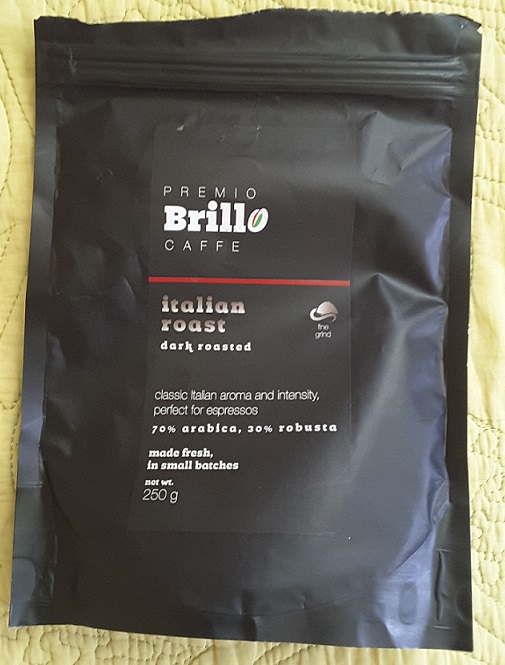 PREMIO
Brillo
CAFFE
italian
roast
dark roasted
fine
grind
classic Italian aroma and intensity,
perfect for espressos
70% arabica, 30% robusta
made fresh,
in small batches
net wt.
250 g